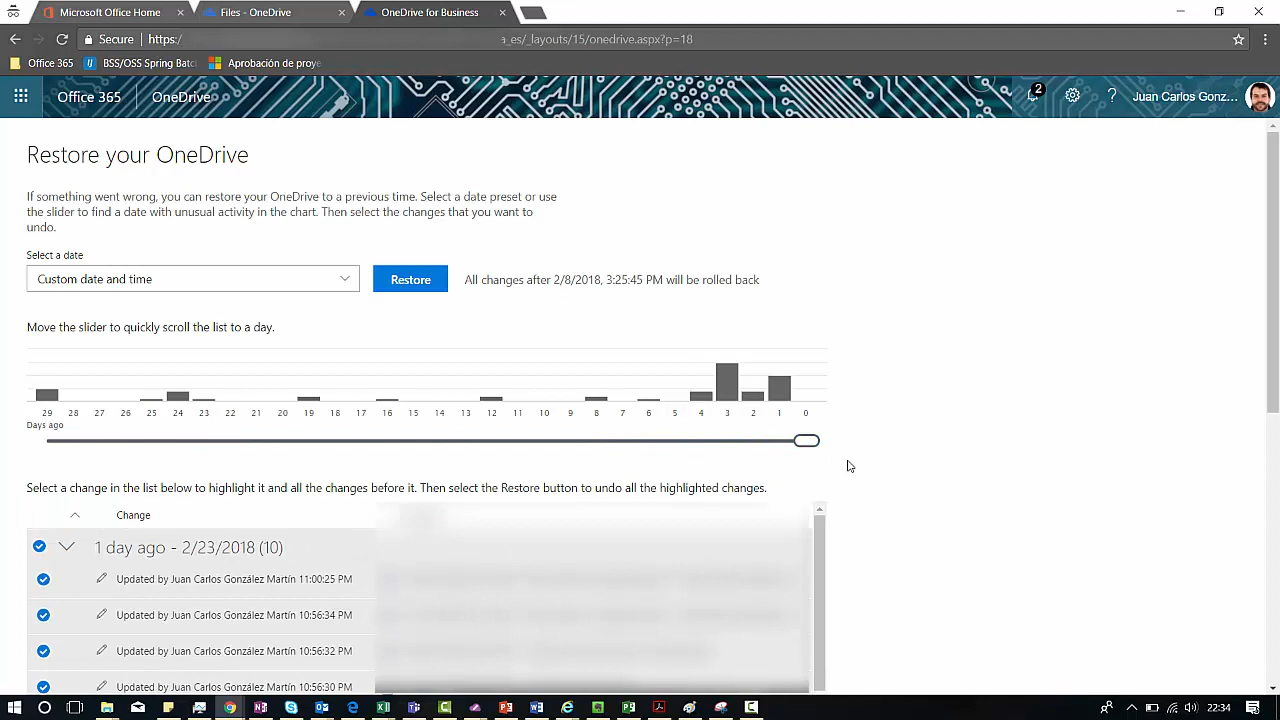 Microsoft Office Home
Files - OneDrive
OneDrive for Business
Secure
https:/
a_es/_layouts/15/onedrive.aspx?p=18
Office 365
BSS/OSS Spring Batc
Aprobación de proye
Office 365
OneDrive
2
?
Juan Carlos Gonz...
Restore your OneDrive
If something went wrong, you can restore your OneDrive to a previous time. Select a date preset or use
the slider to find a date with unusual activity in the chart. Then select the changes that you want to
undo.
Select a date
Custom date and time
Restore
All changes after 2/8/2018, 3:25:45 PM will be rolled back
Move the slider to quickly scroll the list to a day.
29 28 27 26 25 24 23 22 21 20 19 18 17 16 15 14 13 12 11 10 9 8 7 6 5 4 3 2 1 0
Days ago
Select a change in the list below to highlight it and all the changes before it. Then select the Restore button to undo all the highlighted changes.
Change
1 day ago - 2/23/2018 (10)
Updated by Juan Carlos González Martín 11:00:25 PM
Updated by Juan Carlos González Martín 10:56:34 PM
Updated by Juan Carlos González Martín 10:56:32 PM
Updated by Juan Carlos González Martín 10:56:30 PM
22:34